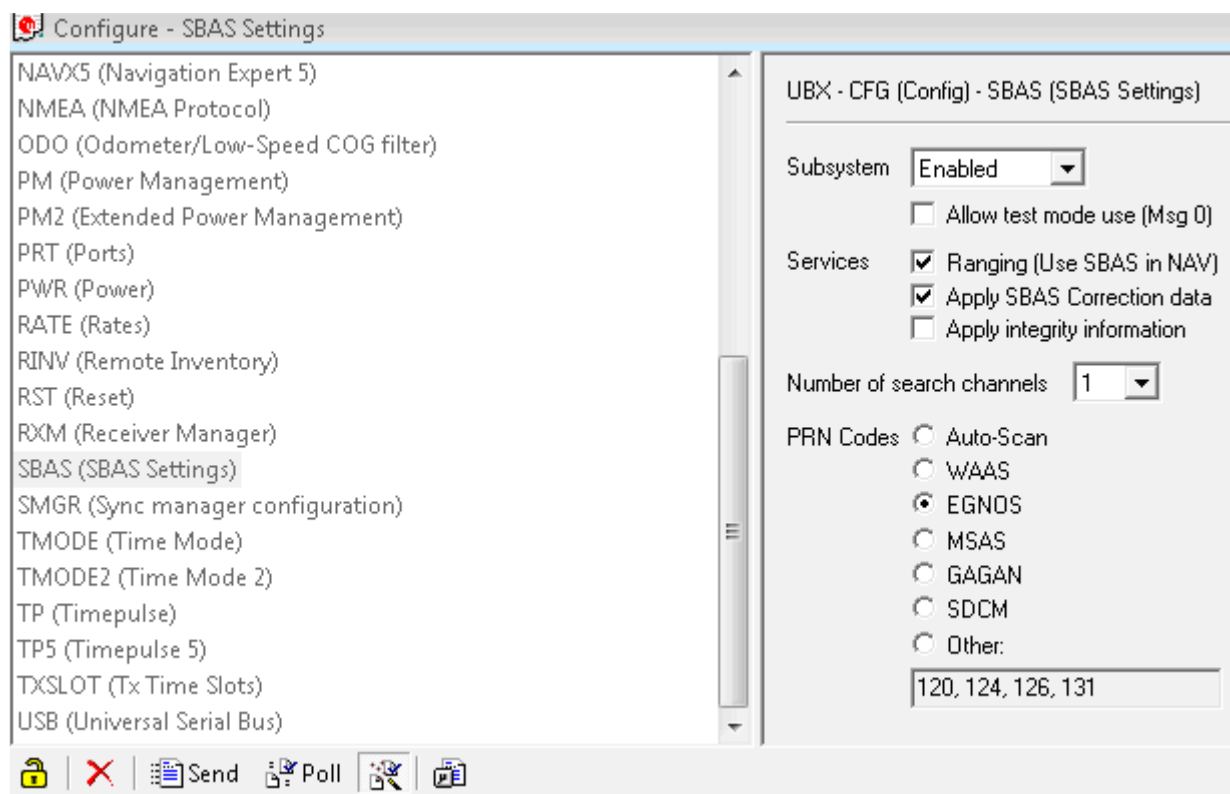 Configure - SBAS Settings
NAVX5 (Navigation Expert 5)
NMEA (NMEA Protocol)
ODO (Odometer/Low-Speed COG filter)
PM (Power Management)
PM2 (Extended Power Management)
PRT (Ports)
PWR (Power)
RATE (Rates)
RINV (Remote Inventory)
RST (Reset)
RXM (Receiver Manager)
SBAS (SBAS Settings)
SMGR (Sync manager configuration)
TMODE (Time Mode)
TMODE2 (Time Mode 2)
TP (Timepulse)
TP5 (Timepulse 5)
TXSLOT (Tx Time Slots)
USB (Universal Serial Bus)
UBX - CFG (Config) - SBAS (SBAS Settings)
Subsystem Enabled
Allow test mode use (Msg 0)
Services Ranging (Use SBAS in NAV)
Apply SBAS Correction data
Apply integrity information
Number of search channels 1
PRN Codes Auto-Scan
WAAS
EGNOS
MSAS
GAGAN
SDCM
Other:
120, 124, 126, 131
Send Poll